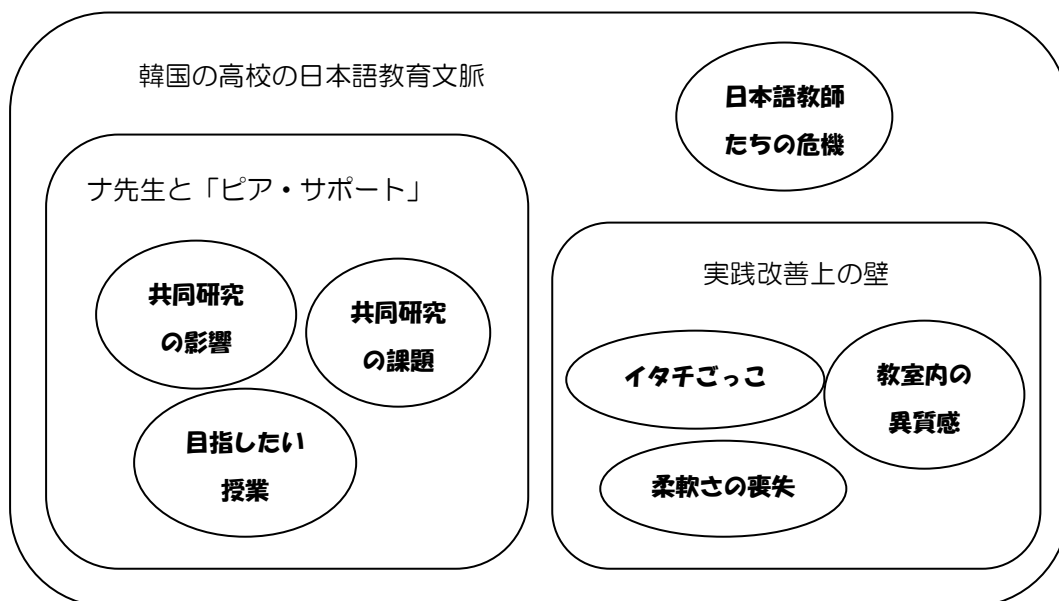 韓国の高校の日本語教育文脈
日本語教師
たちの危機
ナ先生と「ピア・サポート」
共同研究
の影響
共同研究
の課題
目指したい
授業
実践改善上の壁
イタチごっこ
教室内の
異質感
柔軟さの喪失